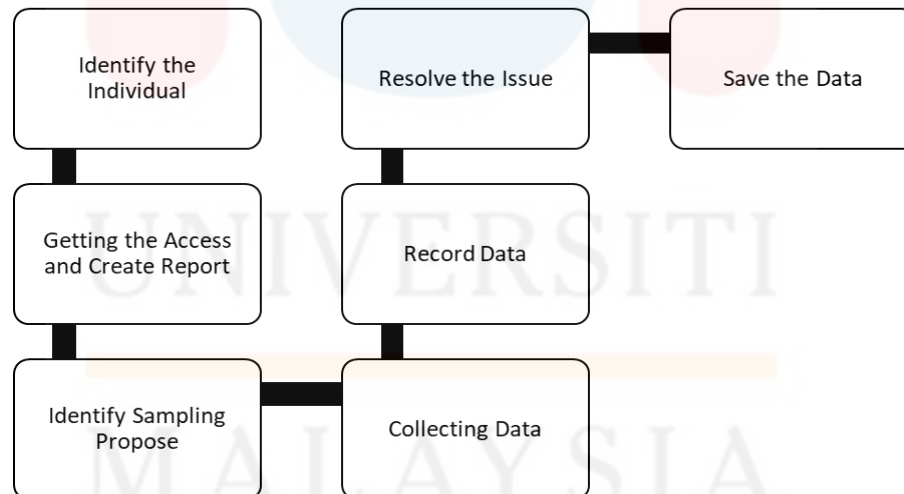 Identify the
Individual
Getting the Access
and Create Report
Identify Sampling
Propose
Collecting Data
Record Data
Resolve the Issue
Save the Data
UNIVERSITI
MALAYSIA